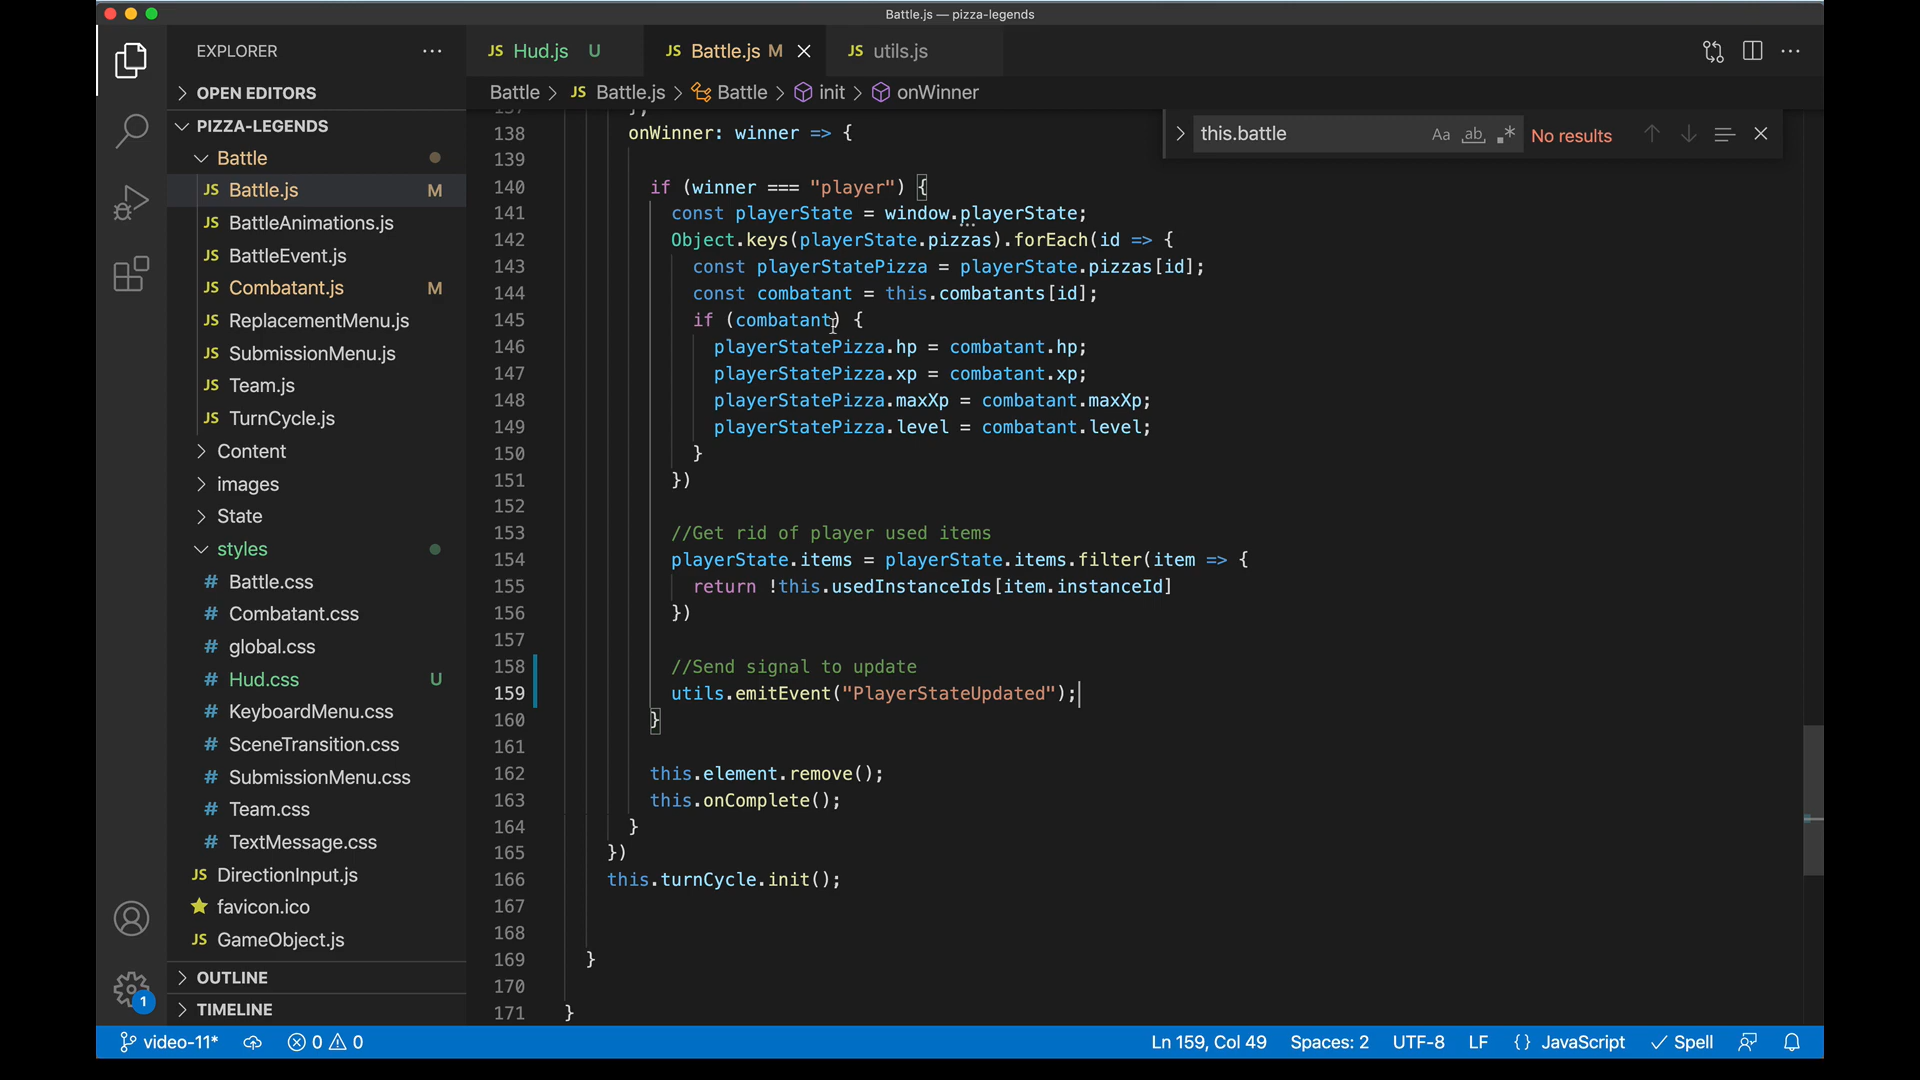 Battle.js — pizza-legends
EXPLORER
OPEN EDITORS
PIZZA-LEGENDS
Battle
JS Battle.js M
JS BattleAnimations.js
JS BattleEvent.js
JS Combatant.js M
JS ReplacementMenu.js
JS SubmissionMenu.js
JS Team.js
JS TurnCycle.js
Content
images
State
styles
# Battle.css
# Combatant.css
# global.css
# Hud.css U
# KeyboardMenu.css
# SceneTransition.css
# SubmissionMenu.css
# Team.css
# TextMessage.css
JS DirectionInput.js
favicon.ico
JS GameObject.js
OUTLINE
TIMELINE
1
JS Hud.js U
JS Battle.js M
JS utils.js
Battle > JS Battle.js > Battle > init > onWinner
this.battle Aa ab .* No results
137 },
138 onWinner: winner => {
139
140 if (winner === "player") {
141 const playerState = window.playerState;
142 Object.keys(playerState.pizzas).forEach(id => {
143 const playerStatePizza = playerState.pizzas[id];
144 const combatant = this.combatants[id];
145 if (combatant) {
146 playerStatePizza.hp = combatant.hp;
147 playerStatePizza.xp = combatant.xp;
148 playerStatePizza.maxXp = combatant.maxXp;
149 playerStatePizza.level = combatant.level;
150 }
151 })
152
153 //Get rid of player used items
154 playerState.items = playerState.items.filter(item => {
155 return !this.usedInstanceIds[item.instanceId]
156 })
157
158 //Send signal to update
159 utils.emitEvent("PlayerStateUpdated");
160 }
161
162 this.element.remove();
163 this.onComplete();
164 }
165 })
166 this.turnCycle.init();
167
168
169 }
170
171 }
video-11* 0 0 Ln 159, Col 49 Spaces: 2 UTF-8 LF {} JavaScript Spell